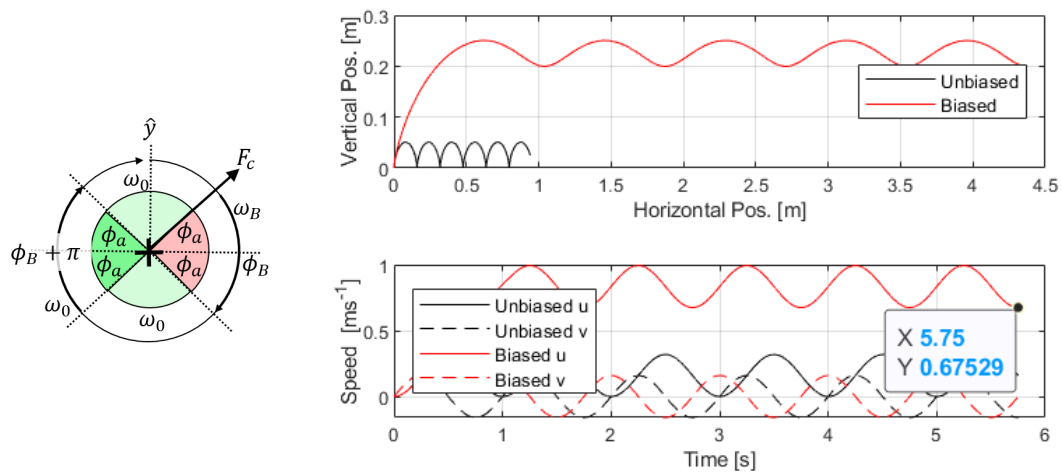 ŷ
F_c
ω_0
ω_B
ϕ_a
ϕ_a
ϕ_B + π
ϕ_B
ϕ_a
ϕ_a
ω_0
ω_0
Vertical Pos. [m]
0.3
0.2
0.1
0
Unbiased
Biased
0
0.5
1
1.5
2
2.5
3
3.5
4
4.5
Horizontal Pos. [m]
Speed [ms⁻¹]
1
0.5
0
Unbiased u
Unbiased v
Biased u
Biased v
X 5.75
Y 0.67529
0
1
2
3
4
5
6
Time [s]